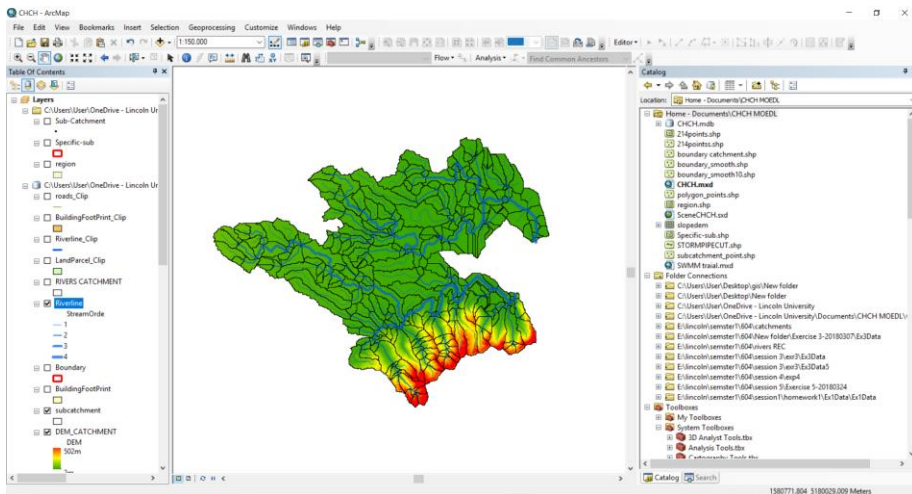 CHCH - ArcMap
File Edit View Bookmarks Insert Selection Geoprocessing Customize Windows Help
1:150,000
Editor
Flow Analysis Find Common Ancestors
Table Of Contents
Layers
C:\Users\User\OneDrive - Lincoln Ur
Sub-Catchment
Specific-sub
region
C:\Users\User\OneDrive - Lincoln Ur
roads_Clip
BuildingFootPrint_Clip
Riverline_Clip
LandParcel_Clip
RIVERS CATCHMENT
Riverline
StreamOrde
1
2
3
4
Boundary
BuildingFootPrint
subcatchment
DEM_CATCHMENT
DEM
502m
Catalog
Location: Home - Documents\CHCH MOEDL
Home - Documents\CHCH MOEDL
CHCH.mdb
214points.shp
214pointss.shp
boundary catchment.shp
boundary_smooth.shp
boundary_smooth10.shp
CHCH.mxd
polygon_points.shp
region.shp
SceneCHCH.sxd
slopedem
Specific-sub.shp
STORMPIPECUT.shp
subcatchment_point.shp
SWMM traial.mxd
Folder Connections
C:\Users\User\Desktop\gis\New folder
C:\Users\User\Desktop\New folder
C:\Users\User\OneDrive - Lincoln University
C:\Users\User\OneDrive - Lincoln University\Documents\CHCH MOEDL\
E:\lincoln\semster1\604\catchments
E:\lincoln\semster1\604\New folder\Exercise 3-20180307\Ex3Data
E:\lincoln\semster1\604\rivers REC
E:\lincoln\semster1\604\session 3\exr3\Ex3Data
E:\lincoln\semster1\604\session 3\exr3\Ex3Data5
E:\lincoln\semster1\604\session 4\exp4
E:\lincoln\semster1\604\session 5\Exercise 5-20180324
E:\lincoln\semster1\homework1\Ex1Data\Ex1Data
Toolboxes
My Toolboxes
System Toolboxes
3D Analyst Tools.tbx
Analysis Tools.tbx
Cartography Tools.tbx
Catalog Search
1580771.804 5180029.009 Meters